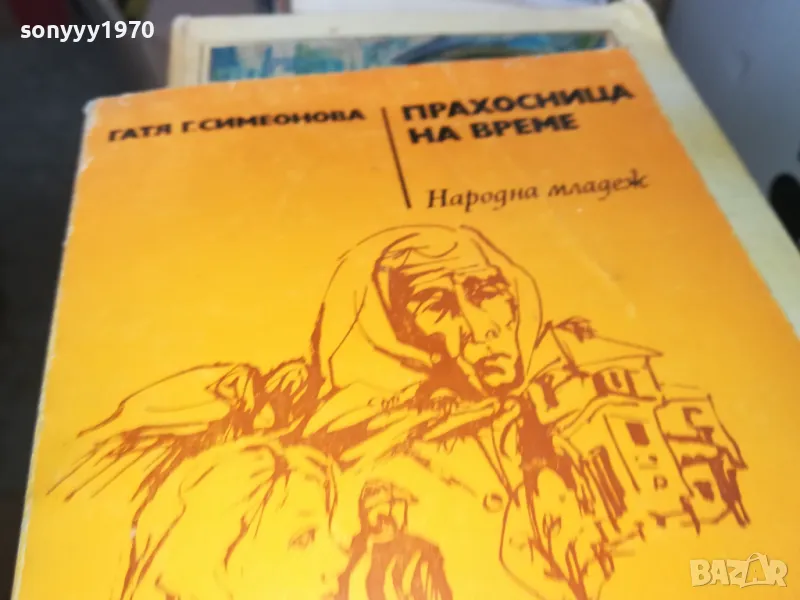 sonyyy1970
ГАТЯ Г. СИМЕОНОВА
ПРАХОСНИЦА
НА ВРЕМЕ
Народна младеж
BAZAR